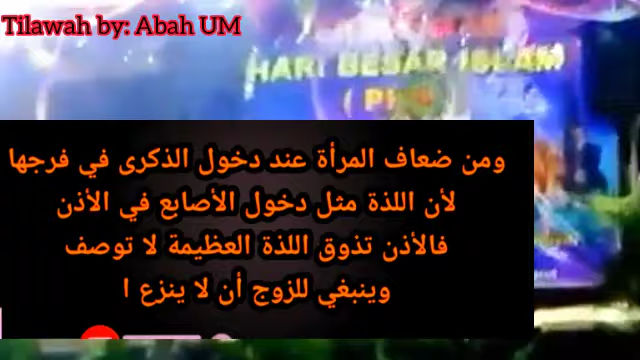 Tilawah by: Abah UM
HARI BESAR ISLAM
ومن ضعاف المرأة عند دخول الذكرى في فرجها
لأن اللذة مثل دخول الأصابع في الأذن
فالأذن تذوق اللذة العظيمة لا توصف
وينبغي للزوج أن لا ينزع ا